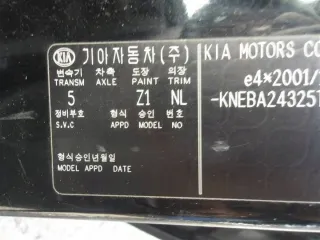 KIA 기아자동차(주)
변속기 차축 도장 외장
TRANSM AXLE PAINT TRIM
5 Z1 NL
정비부호 형식 승인 번호
S.V.C APPD MODEL NO
형식승인년월일
MODEL APPD DATE
KIA MOTORS CO
e4*2001/
-KNEBA24325T